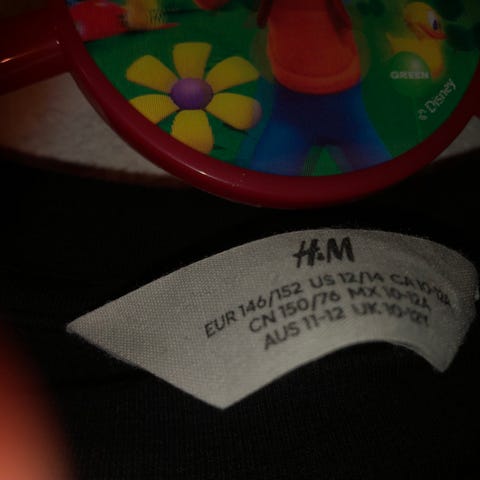 GREEN
© Disney
H&M
EUR 146/152 US 12/14 CA 10-12A
CN 150/76 MX 10-12A
AUS 11-12 UK 10-12Y